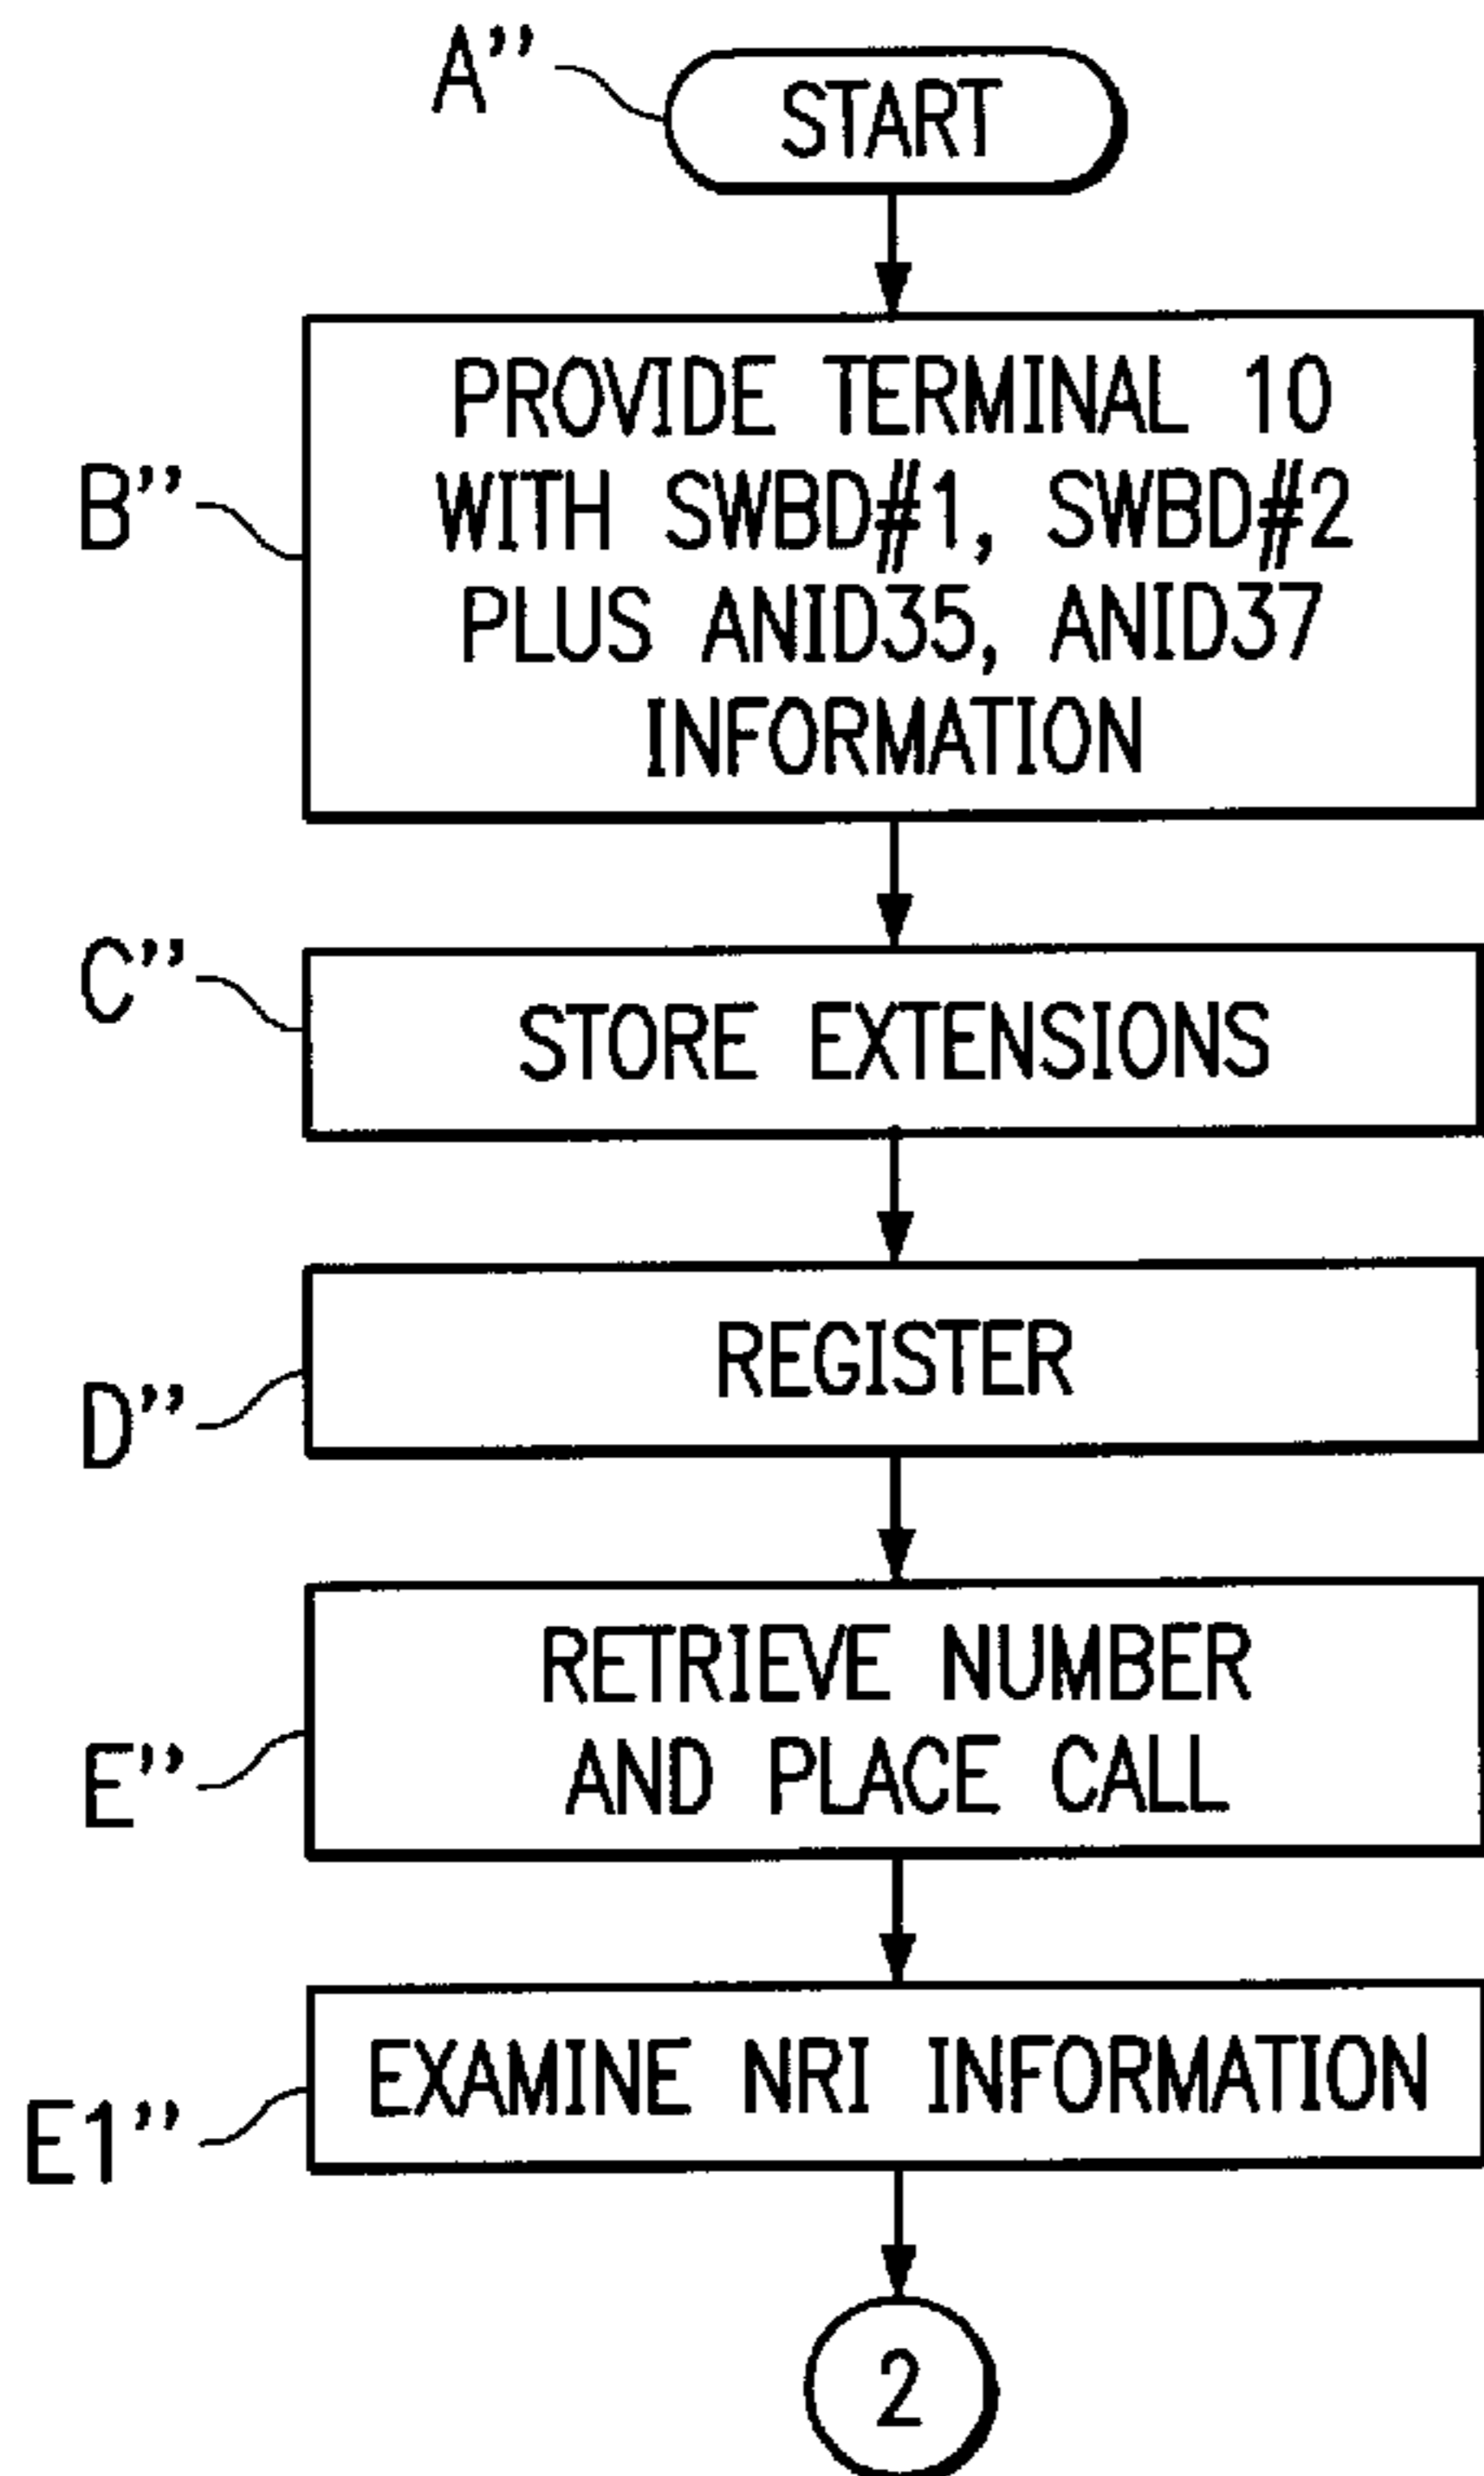 A”
START
B”
PROVIDE TERMINAL 10
WITH SWBD#1, SWBD#2
PLUS ANID35, ANID37
INFORMATION
C”
STORE EXTENSIONS
D”
REGISTER
E”
RETRIEVE NUMBER
AND PLACE CALL
E1”
EXAMINE NRI INFORMATION
2